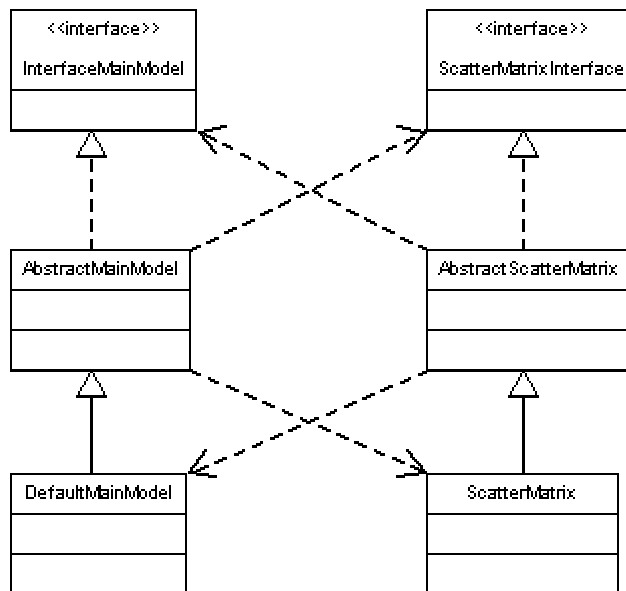 <<interface>>
InterfaceMainModel
<<interface>>
ScatterMatrixInterface
AbstractMainModel
AbstractScatterMatrix
DefaultMainModel
ScatterMatrix